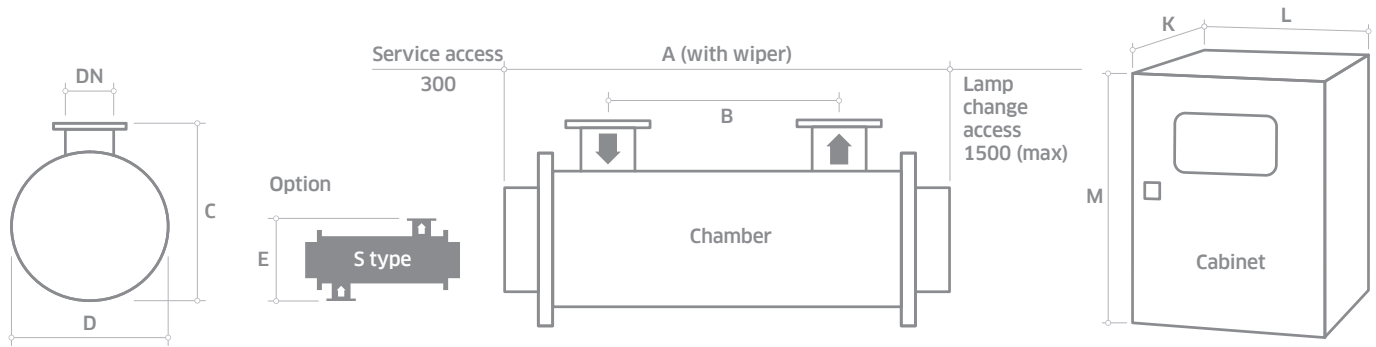 DN
C
D
Option
E
S type
Service access
300
A (with wiper)
B
Lamp
change
access
1500 (max)
Chamber
K
L
M
Cabinet